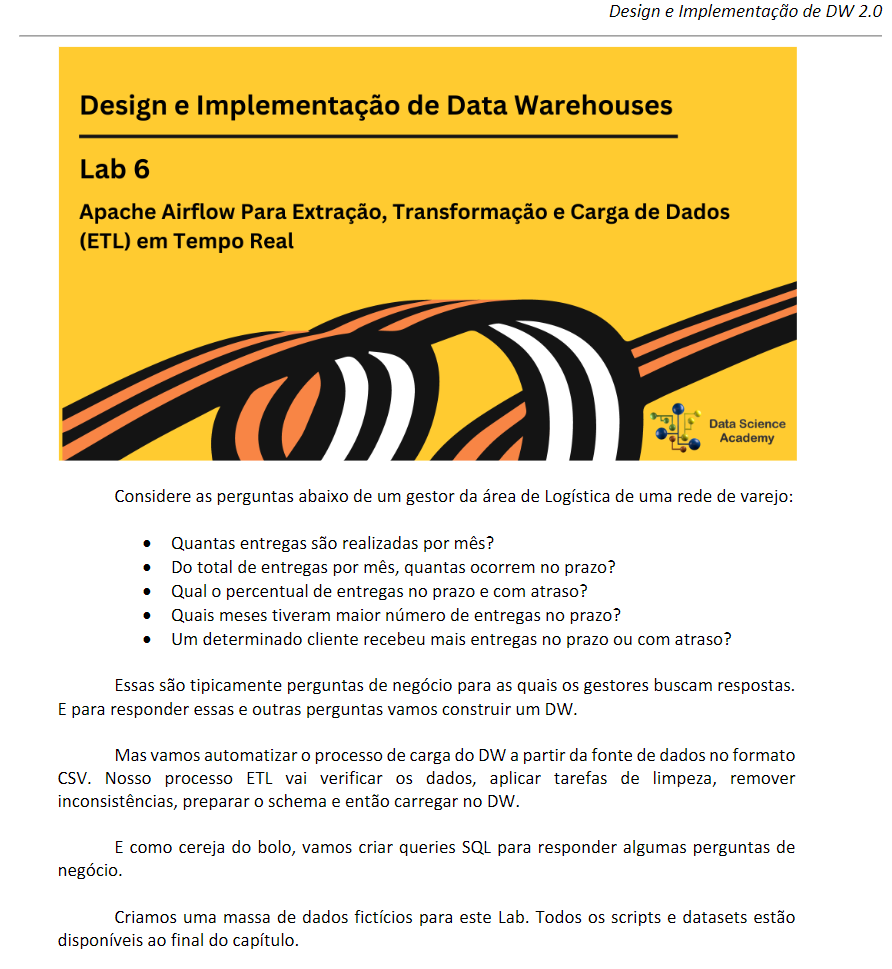 Design e Implementação de DW 2.0
Design e Implementação de Data Warehouses
Lab 6
Apache Airflow Para Extração, Transformação e Carga de Dados
(ETL) em Tempo Real
Data Science
Academy
Considere as perguntas abaixo de um gestor da área de Logística de uma rede de varejo:
• Quantas entregas são realizadas por mês?
• Do total de entregas por mês, quantas ocorrem no prazo?
• Qual o percentual de entregas no prazo e com atraso?
• Quais meses tiveram maior número de entregas no prazo?
• Um determinado cliente recebeu mais entregas no prazo ou com atraso?
Essas são tipicamente perguntas de negócio para as quais os gestores buscam respostas.
E para responder essas e outras perguntas vamos construir um DW.
Mas vamos automatizar o processo de carga do DW a partir da fonte de dados no formato
CSV. Nosso processo ETL vai verificar os dados, aplicar tarefas de limpeza, remover
inconsistências, preparar o schema e então carregar no DW.
E como cereja do bolo, vamos criar queries SQL para responder algumas perguntas de
negócio.
Criamos uma massa de dados fictícios para este Lab. Todos os scripts e datasets estão
disponíveis ao final do capítulo.